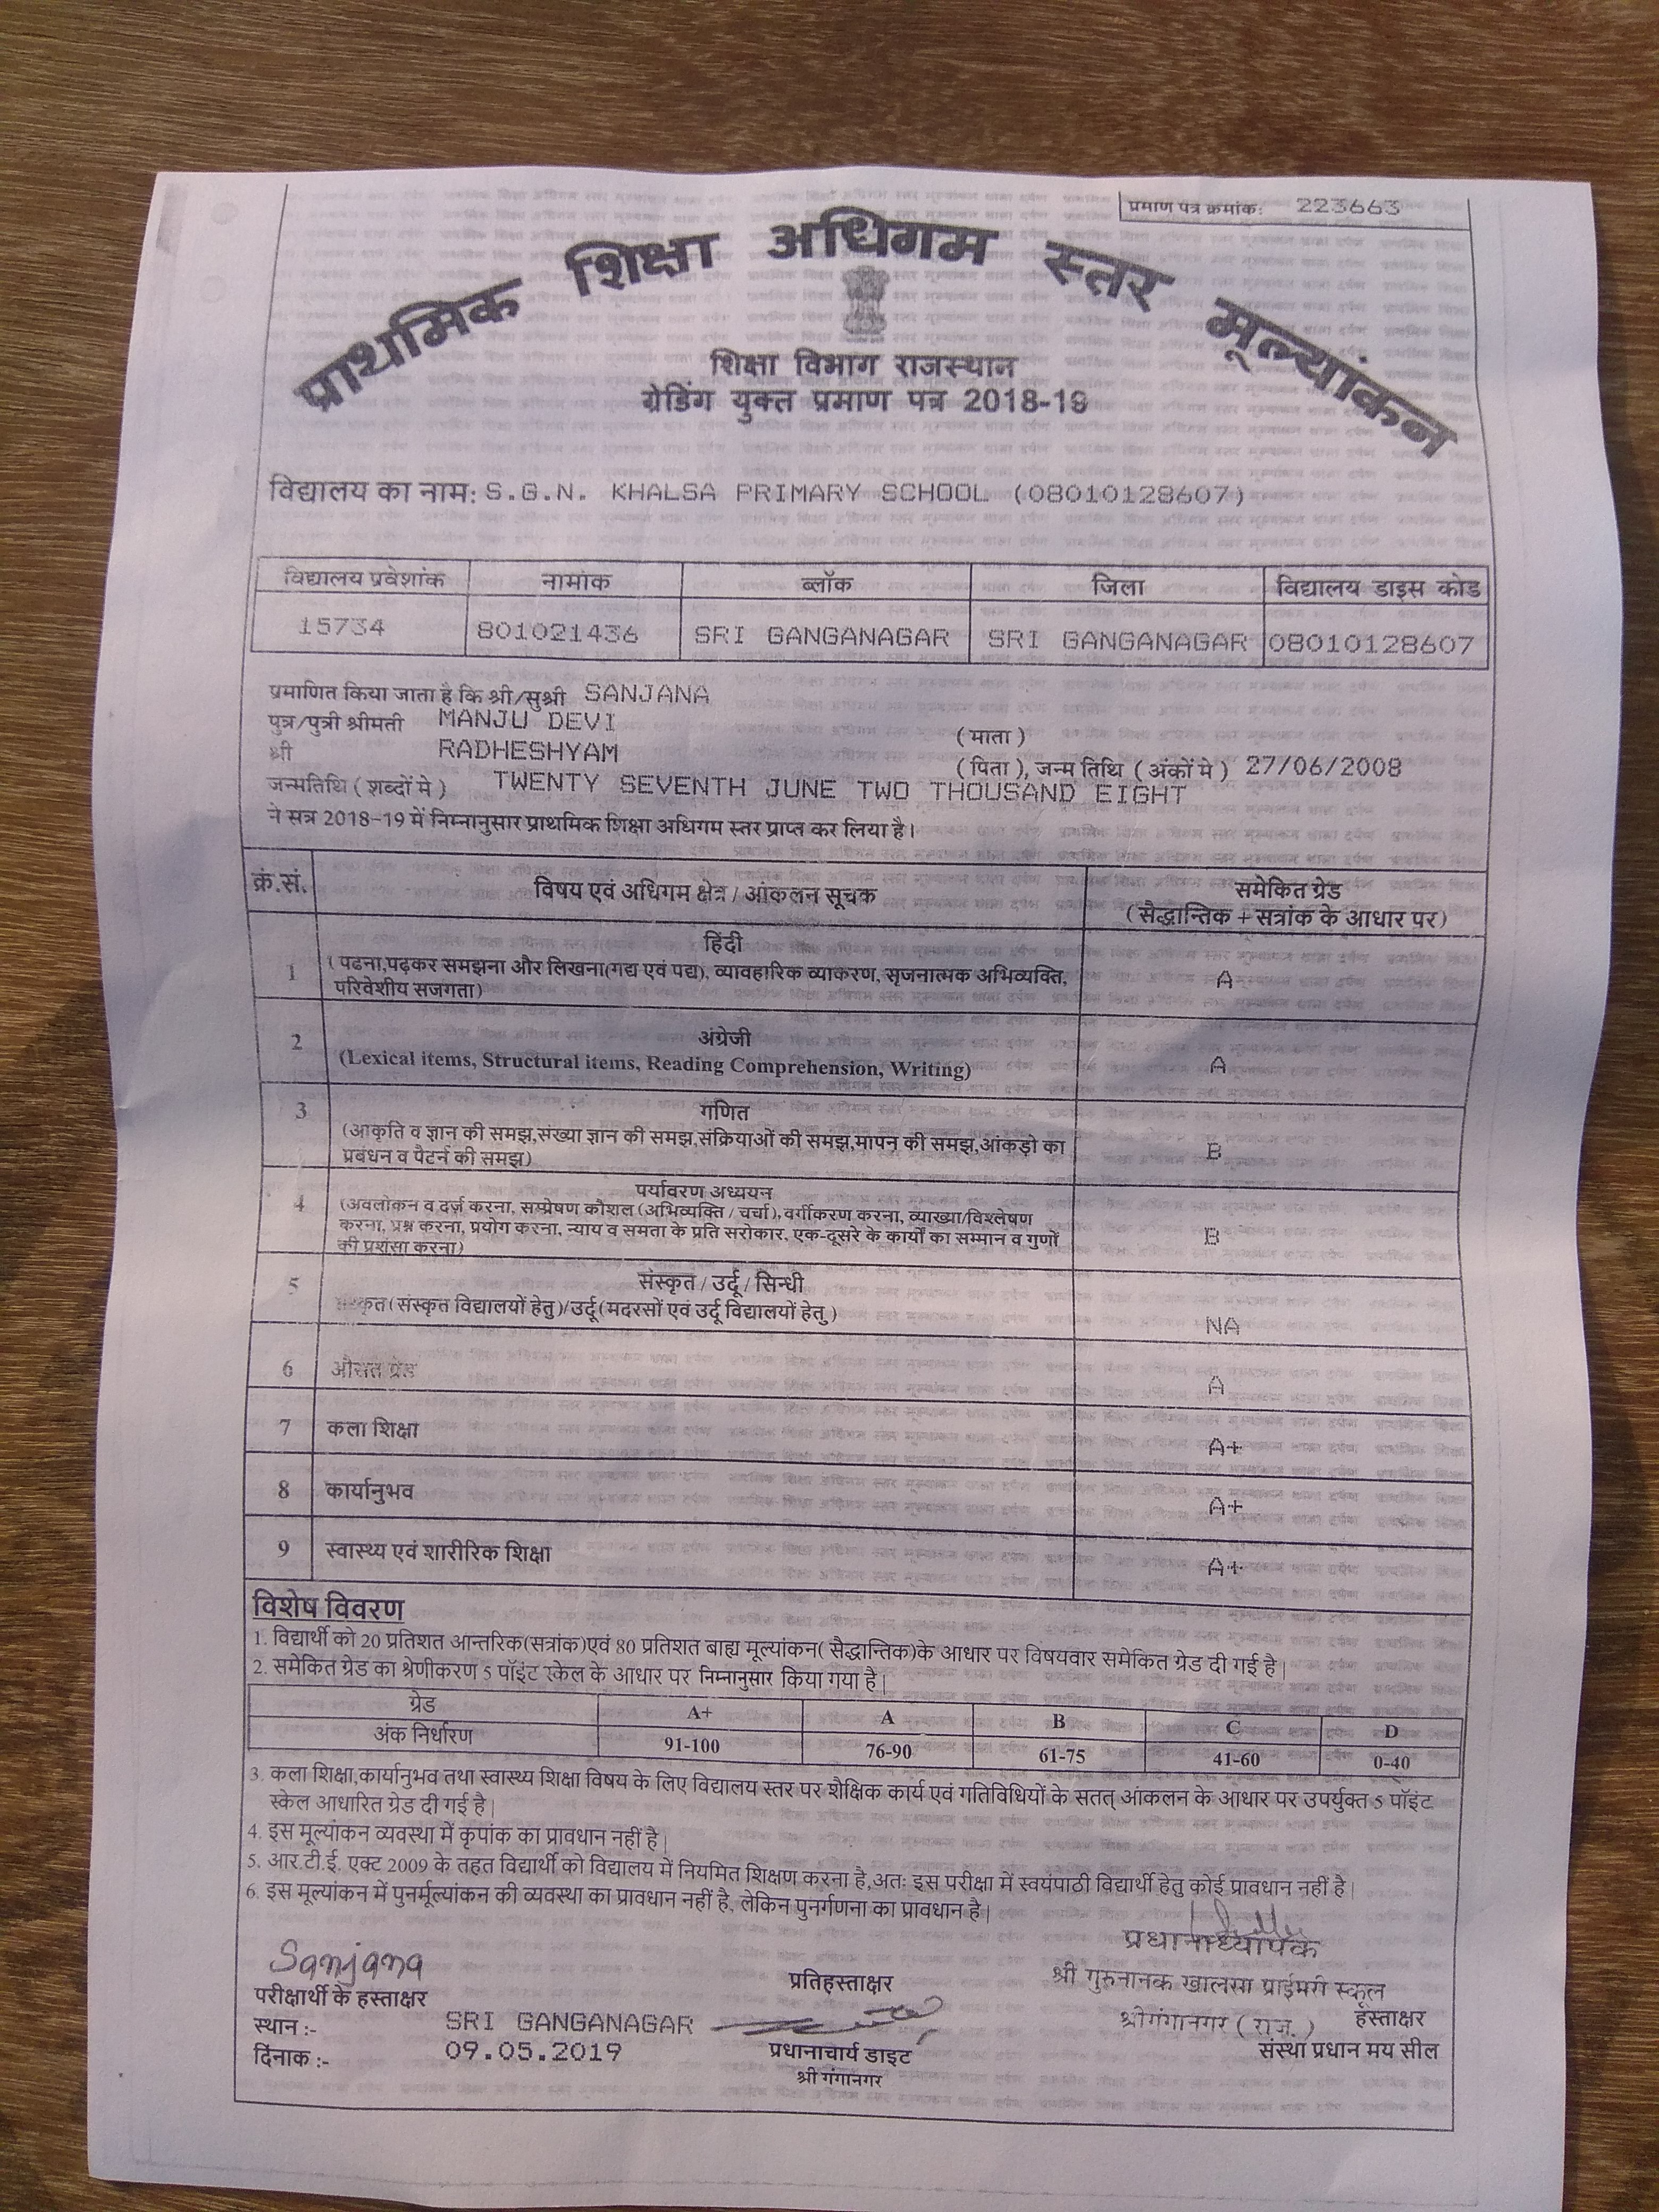 प्रमाण पत्र क्रमांक: 223663
प्राथमिक शिक्षा अधिगम स्तर मूल्यांकन
शिक्षा विभाग राजस्थान
ग्रेडिंग युक्त प्रमाण पत्र 2018-19
विद्यालय का नाम: S.G.N. KHALSA PRIMARY SCHOOL (08010128607)
विद्यालय प्रवेशांक नामांक ब्लॉक जिला विद्यालय डाइस कोड
15734 801021436 SRI GANGANAGAR SRI GANGANAGAR 08010128607
प्रमाणित किया जाता है कि श्री/सुश्री SANJANA
पुत्र/पुत्री श्रीमती MANJU DEVI (माता)
श्री RADHESHYAM (पिता), जन्म तिथि (अंकों मे) 27/06/2008
जन्मतिथि (शब्दों मे) TWENTY SEVENTH JUNE TWO THOUSAND EIGHT
ने सत्र 2018-19 में निम्नानुसार प्राथमिक शिक्षा अधिगम स्तर प्राप्त कर लिया है।
क्रं.सं. विषय एवं अधिगम क्षेत्र / आंकलन सूचक समेकित ग्रेड
(सैद्धान्तिक + सत्रांक के आधार पर)
हिंदी
1 (पढना,पढ़कर समझना और लिखना(गद्य एवं पद्य), व्यावहारिक व्याकरण, सृजनात्मक अभिव्यक्ति, A
परिवेशीय सजगता)
2 अंग्रेजी
(Lexical items, Structural items, Reading Comprehension, Writing) A
3 गणित
(आकृति व ज्ञान की समझ,संख्या ज्ञान की समझ,संक्रियाओं की समझ,मापन की समझ,आंकड़ो का B
प्रबंधन व पैटर्न की समझ)
पर्यावरण अध्ययन
4 (अवलोकन व दर्ज़ करना, सम्प्रेषण कौशल (अभिव्यक्ति / चर्चा), वर्गीकरण करना, व्याख्या/विश्लेषण
करना, प्रश्न करना, प्रयोग करना, न्याय व समता के प्रति सरोकार, एक-दूसरे के कार्यों का सम्मान व गुणों B
की प्रशंसा करना)
5 संस्कृत / उर्दू / सिन्धी
(संस्कृत विद्यालयों हेतु)/उर्दू(मदरसों एवं उर्दू विद्यालयों हेतु) NA
6 औसत ग्रेड A
7 कला शिक्षा A+
8 कार्यानुभव A+
9 स्वास्थ्य एवं शारीरिक शिक्षा A+
विशेष विवरण
1. विद्यार्थी को 20 प्रतिशत आन्तरिक(सत्रांक)एवं 80 प्रतिशत बाह्य मूल्यांकन( सैद्धान्तिक)के आधार पर विषयवार समेकित ग्रेड दी गई है|
2. समेकित ग्रेड का श्रेणीकरण 5 पॉइंट स्केल के आधार पर निम्नानुसार किया गया है|
ग्रेड A+ A B C D
अंक निर्धारण 91-100 76-90 61-75 41-60 0-40
3. कला शिक्षा,कार्यानुभव तथा स्वास्थ्य शिक्षा विषय के लिए विद्यालय स्तर पर शैक्षिक कार्य एवं गतिविधियों के सतत् आंकलन के आधार पर उपर्युक्त 5 पॉइंट
स्केल आधारित ग्रेड दी गई है|
4. इस मूल्यांकन व्यवस्था में कृपांक का प्रावधान नहीं है|
5. आर.टी.ई. एक्ट 2009 के तहत विद्यार्थी को विद्यालय में नियमित शिक्षण करना है,अतः इस परीक्षा में स्वयंपाठी विद्यार्थी हेतु कोई प्रावधान नहीं है|
6. इस मूल्यांकन में पुनर्मूल्यांकन की व्यवस्था का प्रावधान नहीं है, लेकिन पुनर्गणना का प्रावधान है|
Sanjana
परीक्षार्थी के हस्ताक्षर
स्थान :- SRI GANGANAGAR
दिनाक :- 09.05.2019
प्रतिहस्ताक्षर
प्रधानाचार्य डाइट
श्री गंगानगर
प्रधानाध्यापक
श्री गुरुनानक खालसा प्राईमरी स्कूल
श्रीगंगानगर (राज.) हस्ताक्षर
संस्था प्रधान मय सील